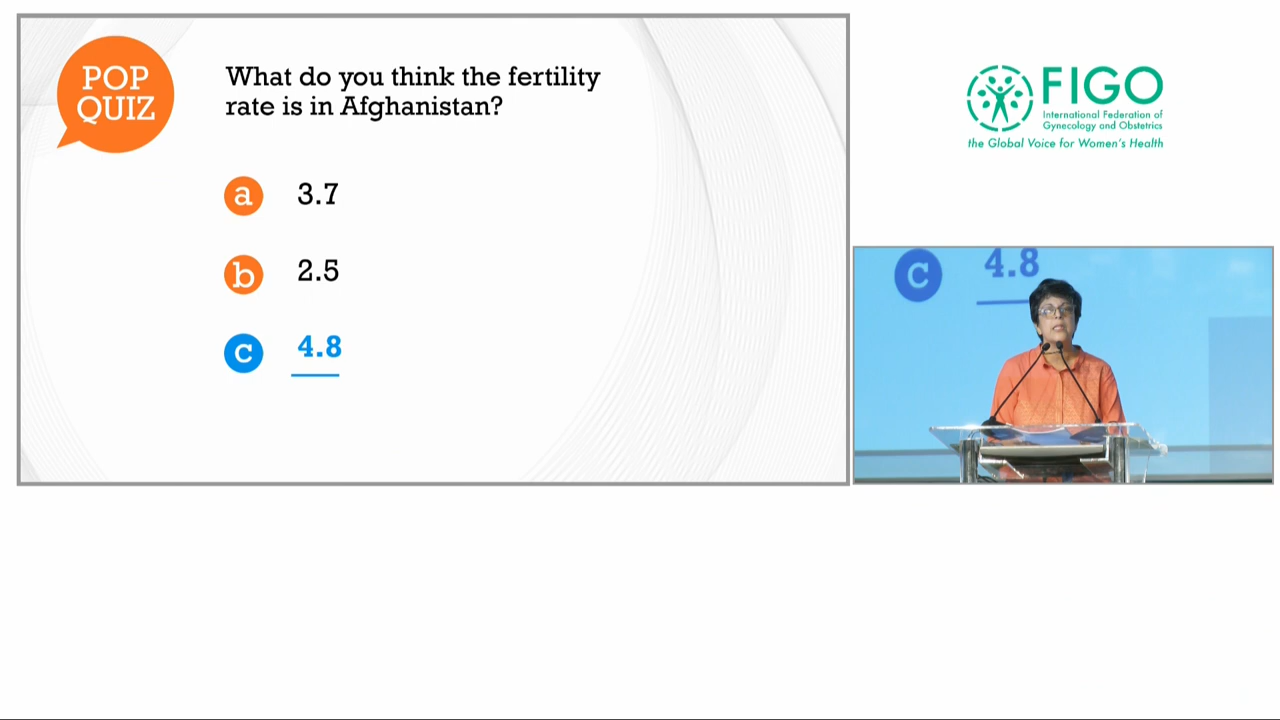 POP
QUIZ
What do you think the fertility
rate is in Afghanistan?
a 3.7
b 2.5
c 4.8
FIGO
International Federation of
Gynecology and Obstetrics
the Global Voice for Women's Health
c 4.8